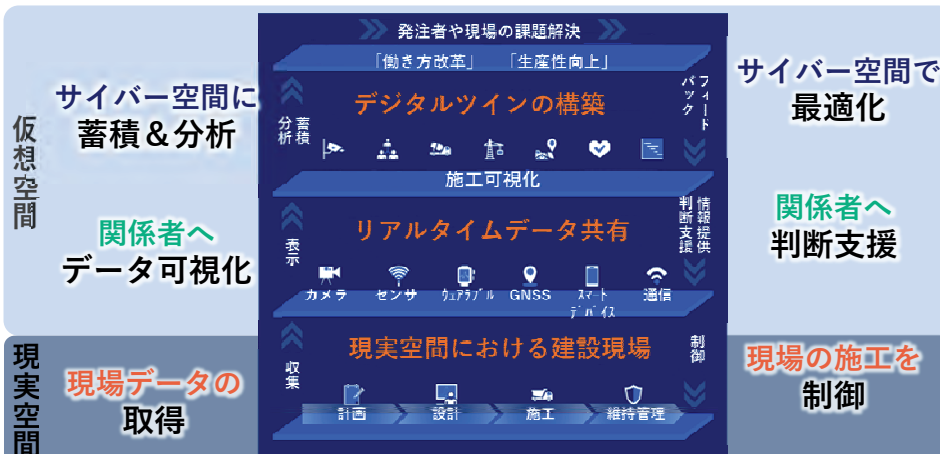 発注者や現場の課題解決
「働き方改革」 「生産性向上」
仮想空間
サイバー空間に
蓄積＆分析
蓄積
分析
デジタルツインの構築
フィードバック
サイバー空間で
最適化
施工可視化
関係者へ
データ可視化
表示
リアルタイムデータ共有
情報提供
判断支援
関係者へ
判断支援
カメラ
センサ
ウェアラブル
GNSS
スマート
デバイス
通信
現実空間
現場データの
取得
収集
現実空間における建設現場
制御
現場の施工を
制御
計画
設計
施工
維持管理